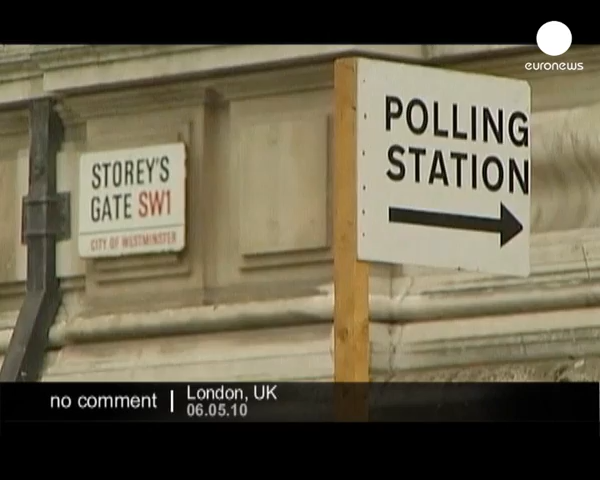 euronews
POLLING
STATION
STOREY'S
GATE SW1
CITY OF WESTMINSTER
no comment
London, UK
06.05.10